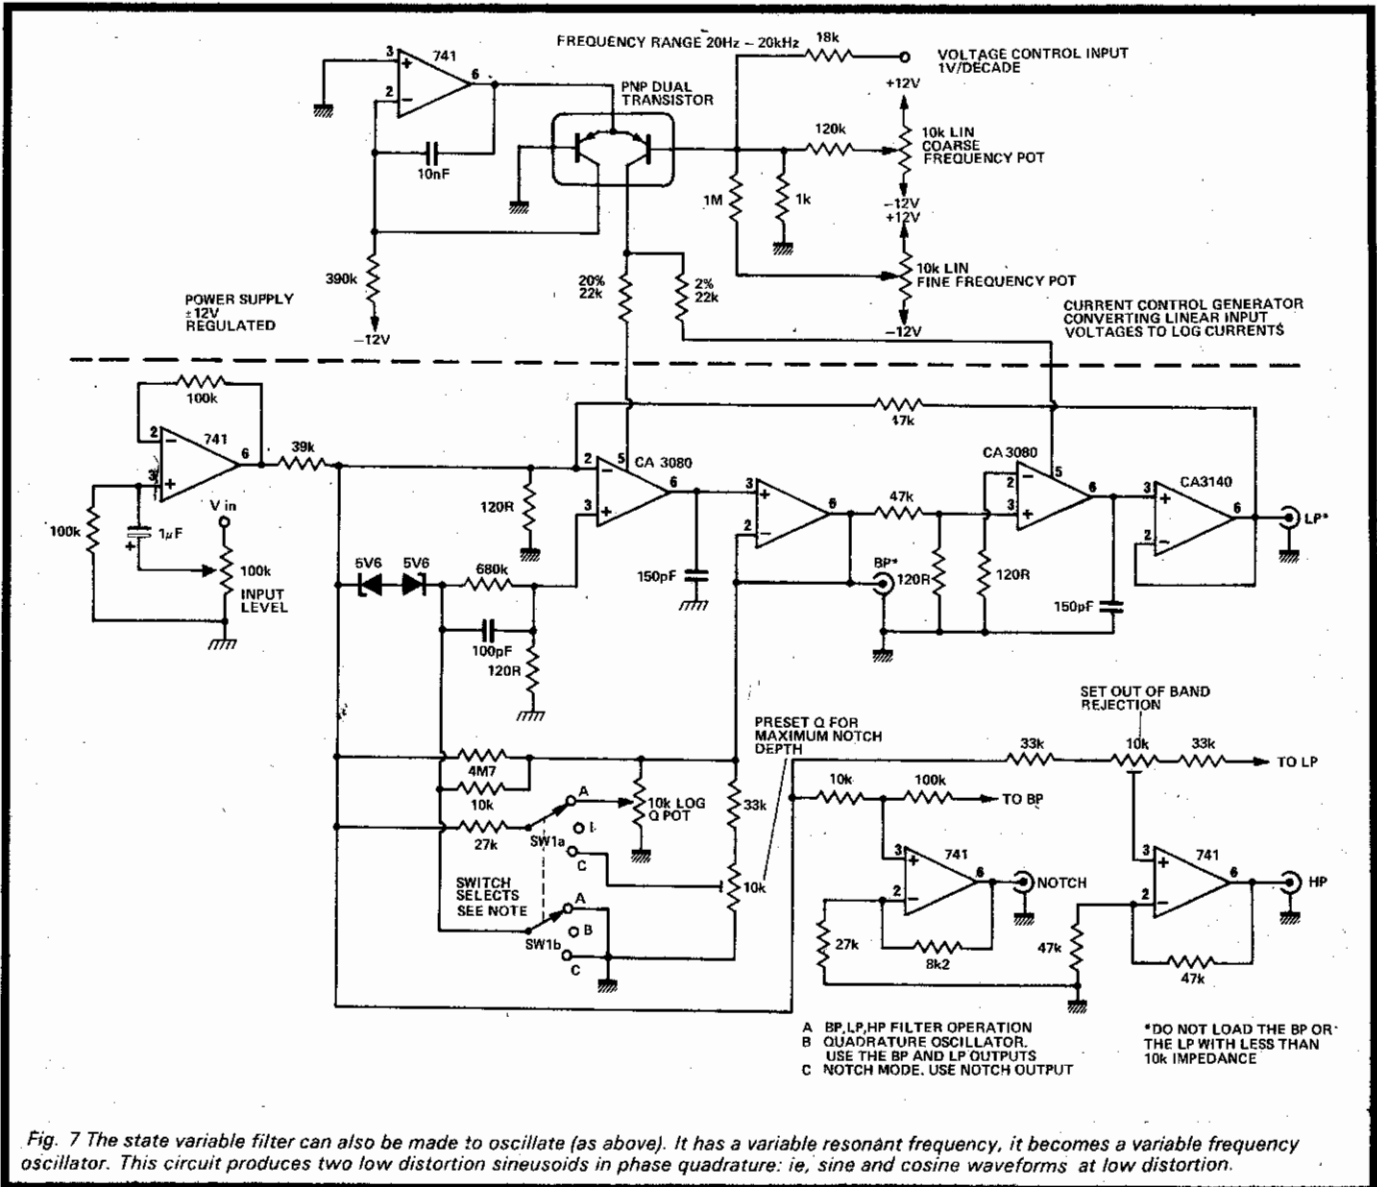 FREQUENCY RANGE 20Hz – 20kHz
18k
VOLTAGE CONTROL INPUT
1V/DECADE
3
+
741
6
2
–
10nF
PNP DUAL
TRANSISTOR
+12V
120k
10k LIN
COARSE
FREQUENCY POT
–12V
+12V
1M
1k
10k LIN
FINE FREQUENCY POT
–12V
390k
–12V
20%
22k
2%
22k
POWER SUPPLY
±12V
REGULATED
CURRENT CONTROL GENERATOR
CONVERTING LINEAR INPUT
VOLTAGES TO LOG CURRENTS
100k
2
–
741
6
3
+
39k
100k
1µF
+
V in
100k
INPUT
LEVEL
47k
2
–
5
CA 3080
6
3
+
120R
3
+
6
2
–
47k
CA 3080
5
2
–
6
3
+
3
+
CA3140
6
2
–
LP*
5V6
5V6
680k
100pF
120R
150pF
BP*
120R
120R
150pF
4M7
10k
27k
A
B
C
SW1a
10k LOG
Q POT
33k
10k
PRESET Q FOR
MAXIMUM NOTCH
DEPTH
SWITCH
SELECTS
SEE NOTE
SW1b
A
B
C
SET OUT OF BAND
REJECTION
33k
10k
33k
TO LP
10k
100k
TO BP
3
+
741
6
2
–
NOTCH
27k
8k2
3
+
741
6
2
–
HP
47k
47k
A BP,LP,HP FILTER OPERATION
B QUADRATURE OSCILLATOR.
USE THE BP AND LP OUTPUTS
C NOTCH MODE. USE NOTCH OUTPUT
*DO NOT LOAD THE BP OR
THE LP WITH LESS THAN
10k IMPEDANCE
Fig. 7 The state variable filter can also be made to oscillate (as above). It has a variable resonant frequency, it becomes a variable frequency
oscillator. This circuit produces two low distortion sineusoids in phase quadrature: ie, sine and cosine waveforms at low distortion.